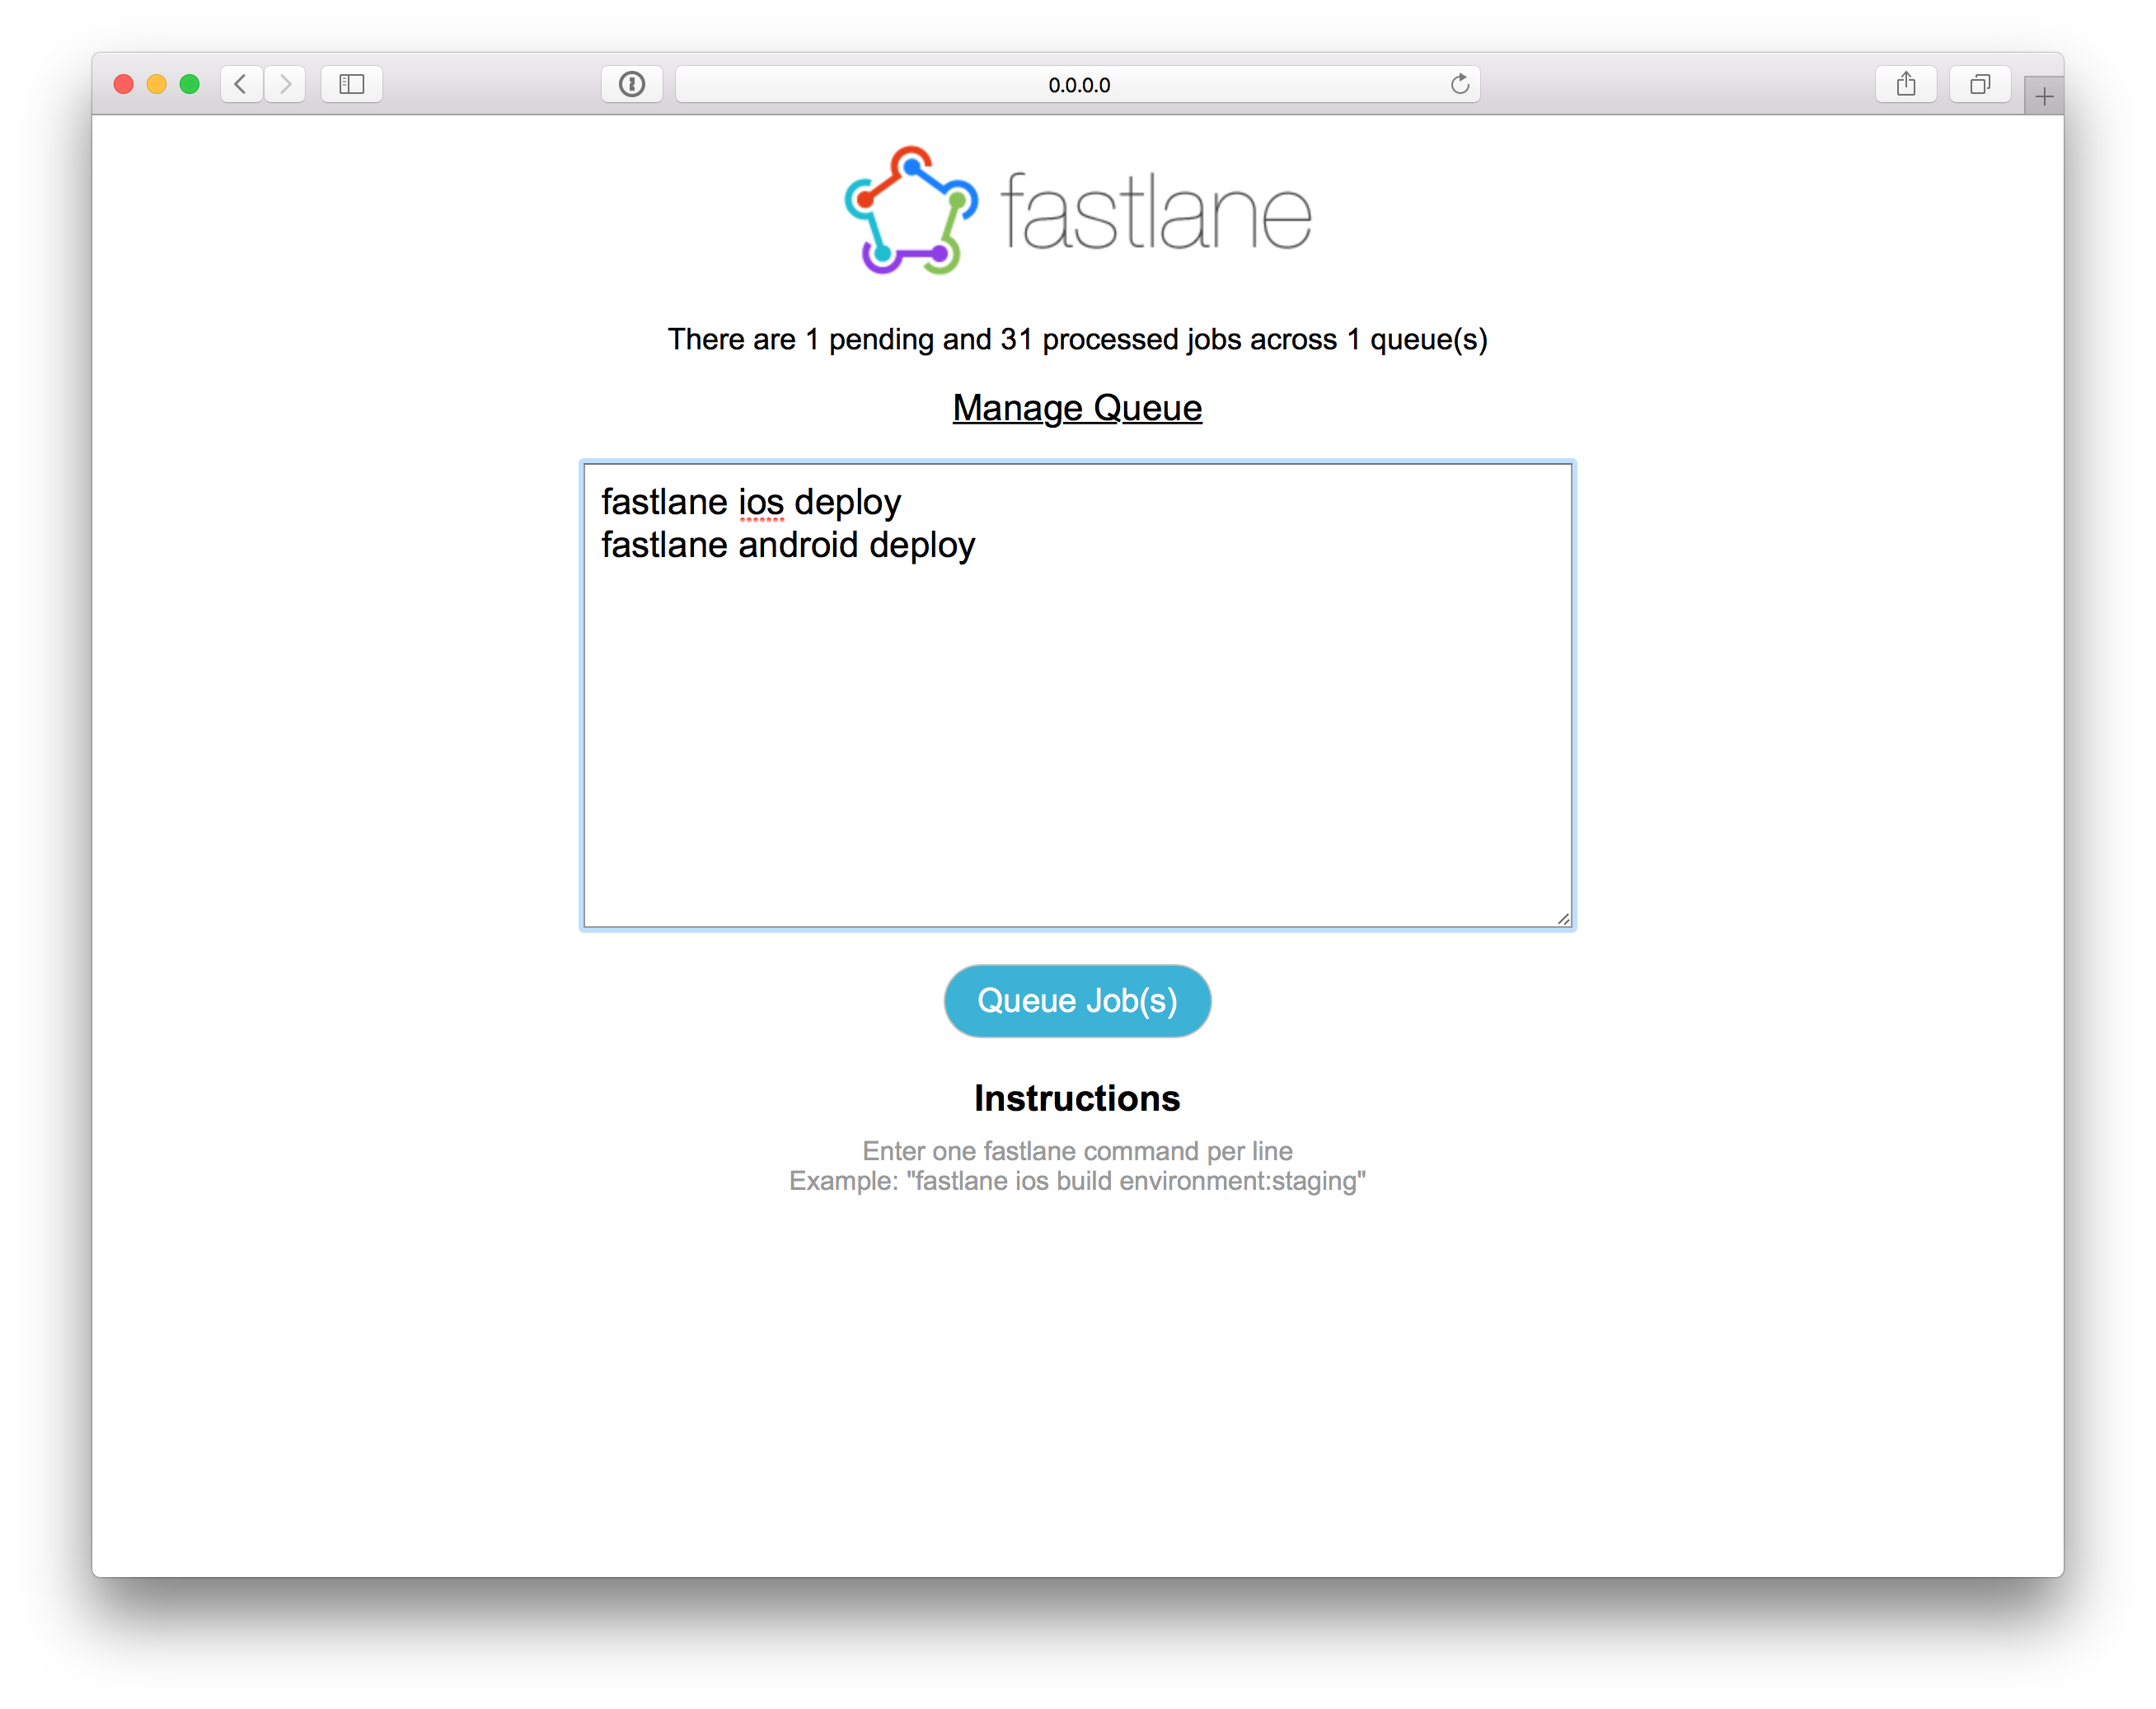 0.0.0.0
fastlane
There are 1 pending and 31 processed jobs across 1 queue(s)
Manage Queue
fastlane ios deploy
fastlane android deploy
Queue Job(s)
Instructions
Enter one fastlane command per line
Example: "fastlane ios build environment:staging"